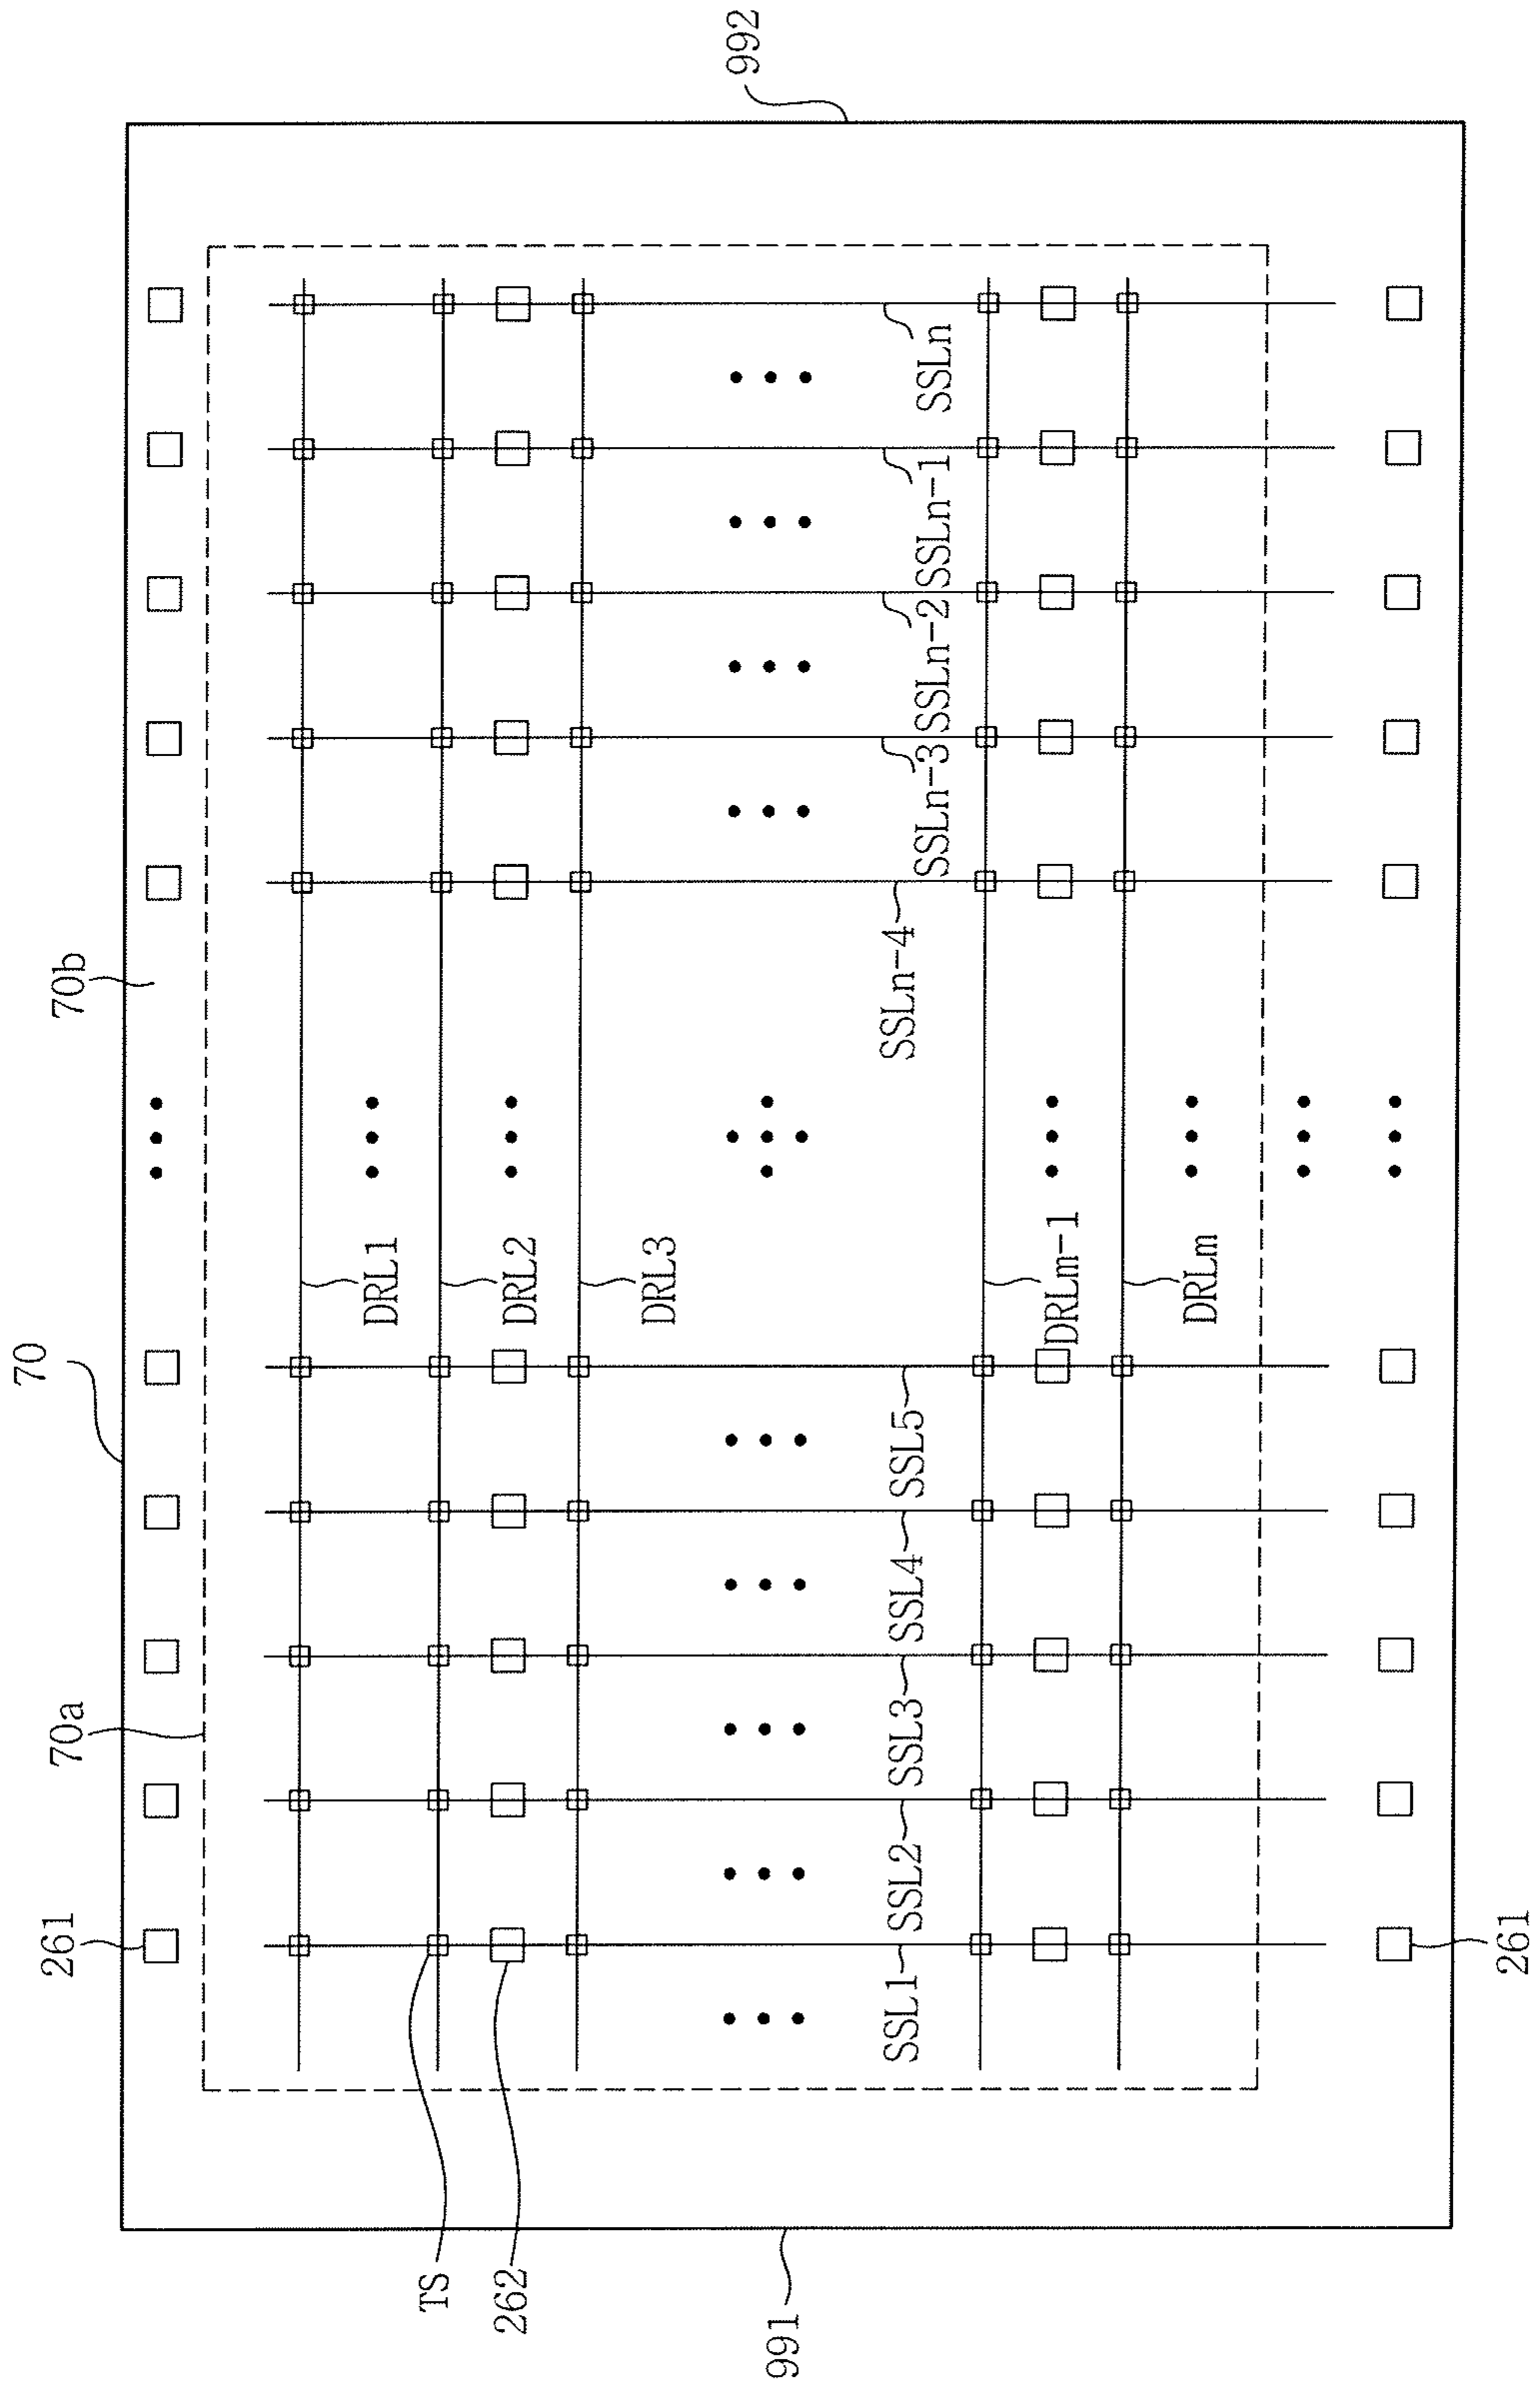 70
70a
70b
261
DRL1
DRL2
DRL3
DRLm-1
DRLm
SSL1
SSL2
SSL3
SSL4
SSL5
SSLn-4
SSLn-3
SSLn-2
SSLn-1
SSLn
TS
262
991
992
261